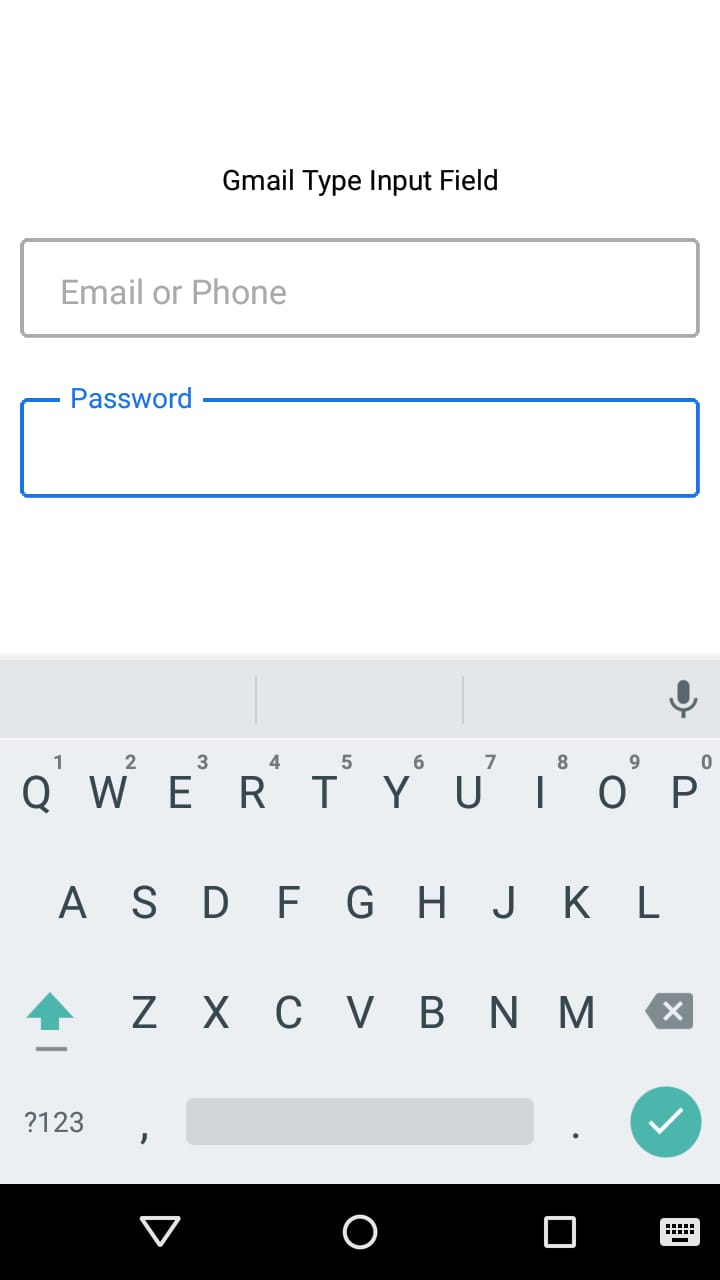 Gmail Type Input Field
Email or Phone
Password
1 2 3 4 5 6 7 8 9 0
Q W E R T Y U I O P
A S D F G H J K L
Z X C V B N M
?123 , .